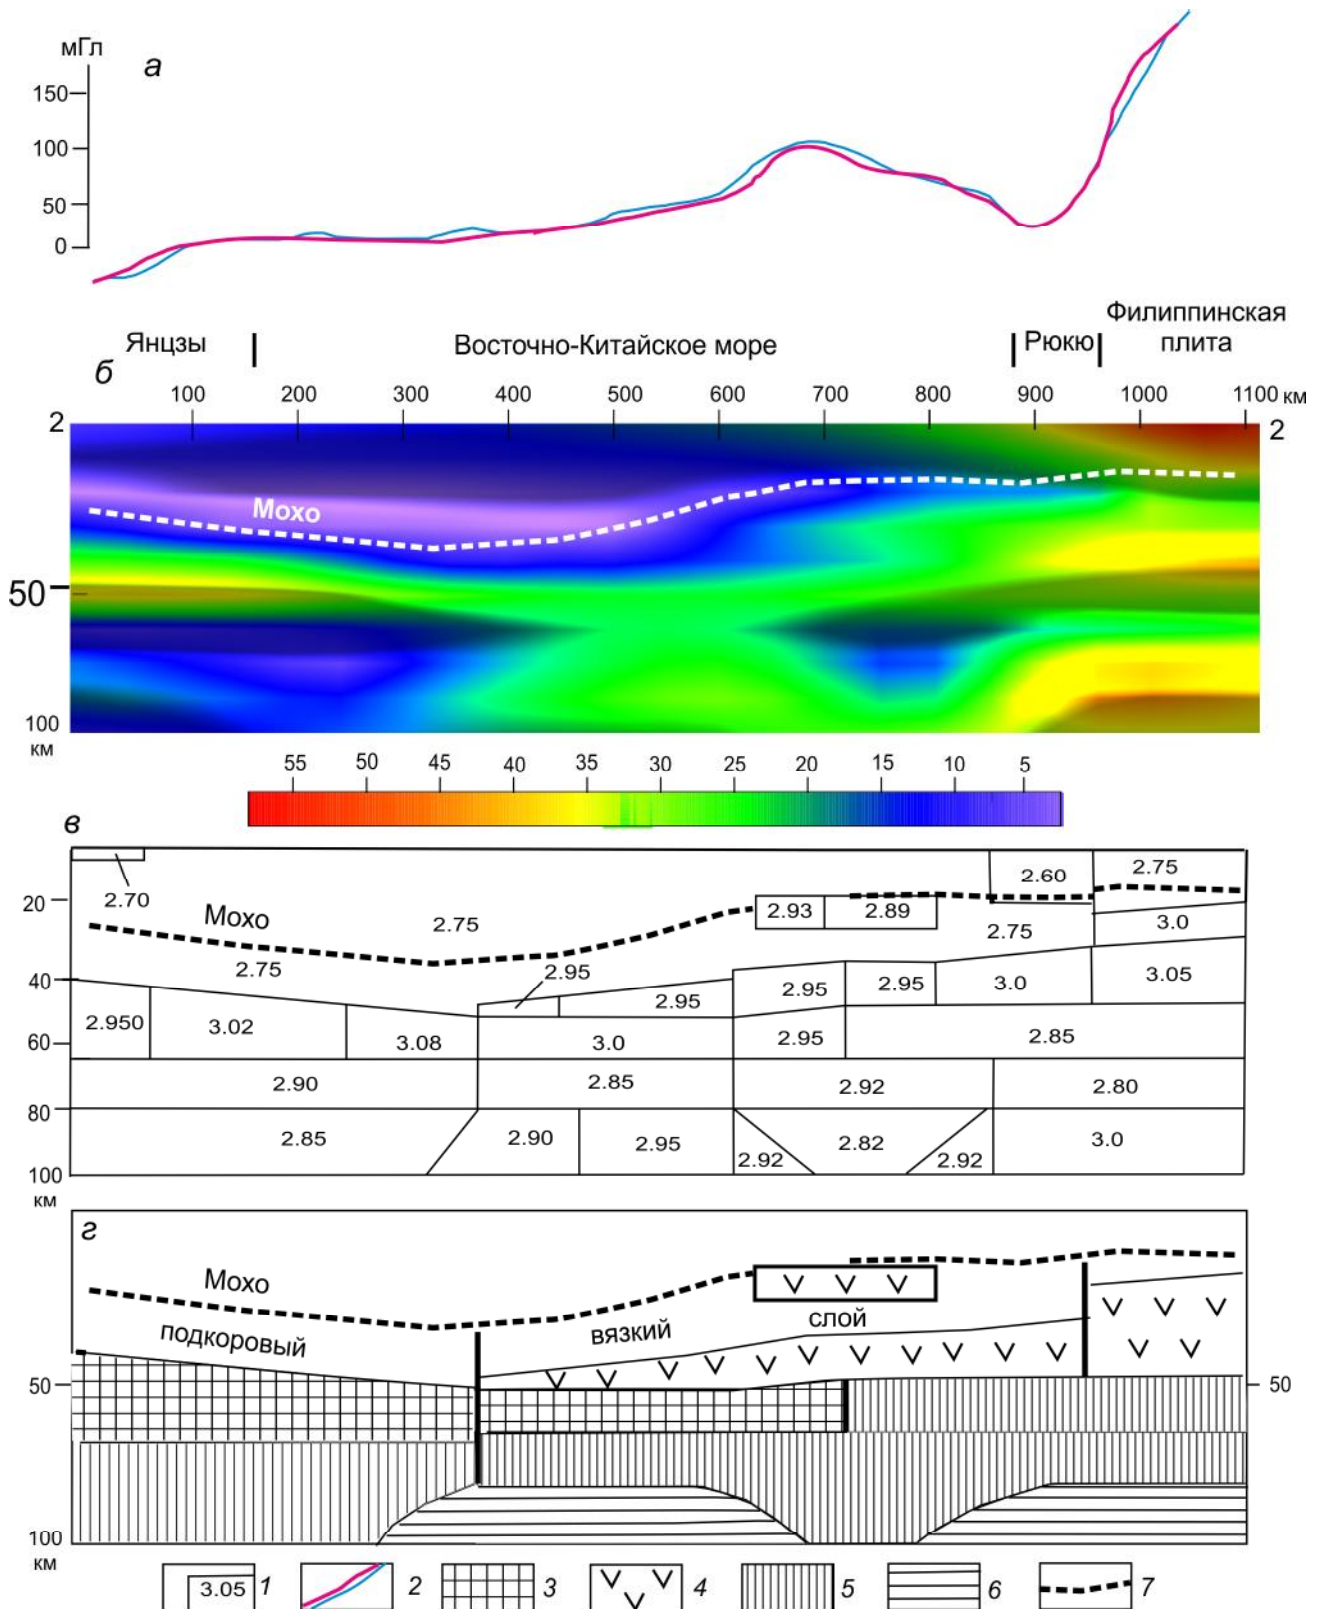 мГл
а
150
100
50
0
Филиппинская
Янцзы Восточно-Китайское море Рюкю плита
б
100 200 300 400 500 600 700 800 900 1000 1100 км
2 2
Мохо
50
100
км
55 50 45 40 35 30 25 20 15 10 5
в
2.60 2.75
20 2.70 Мохо 2.75 2.93 2.89 2.75 3.0
40 2.75 2.95 2.95 2.95 2.95 3.0 3.05
60 2.950 3.02 3.08 3.0 2.95 2.85
2.90 2.85 2.92 2.80
80
2.85 2.90 2.95 2.92 2.82 2.92 3.0
100
км
г
Мохо
подкоровый вязкий слой
50 50
100
км
3.05 1 2 3 4 5 6 7